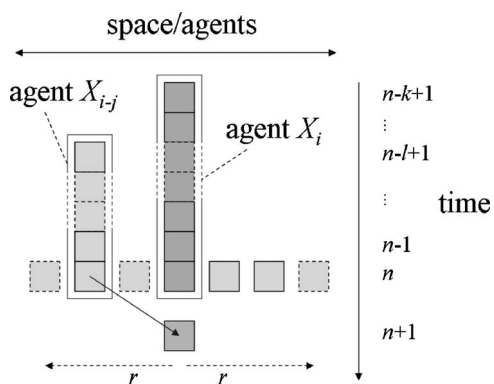 space/agents
agent X_{i-j}
agent X_i
n-k+1
⋮
n-l+1
⋮
time
n-1
n
n+1
r
r